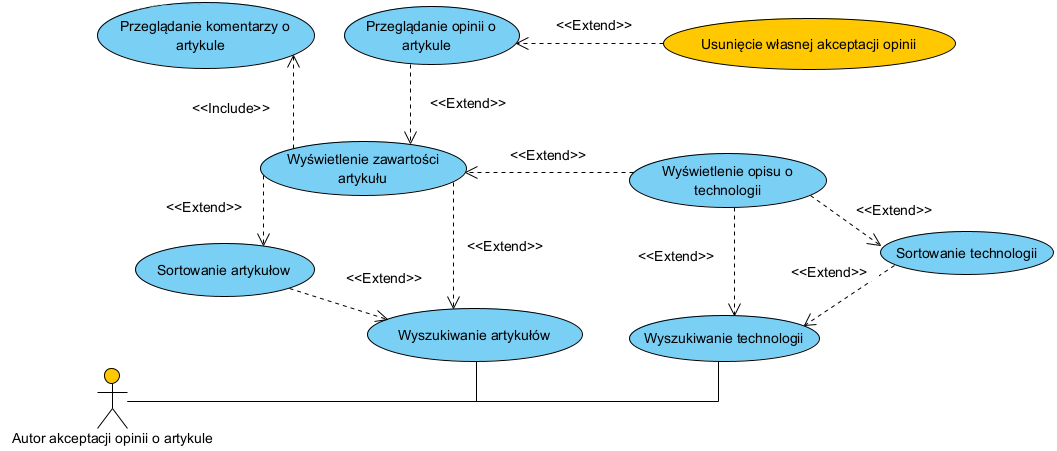 Przeglądanie komentarzy o
artykule
Przeglądanie opinii o
artykule
<<Extend>>
Usunięcie własnej akceptacji opinii
<<Include>>
<<Extend>>
Wyświetlenie zawartości
artykułu
<<Extend>>
Wyświetlenie opisu o
technologii
<<Extend>>
<<Extend>>
<<Extend>>
<<Extend>>
Sortowanie technologii
Sortowanie artykułow
<<Extend>>
<<Extend>>
Wyszukiwanie artykułów
Wyszukiwanie technologii
Autor akceptacji opinii o artykule